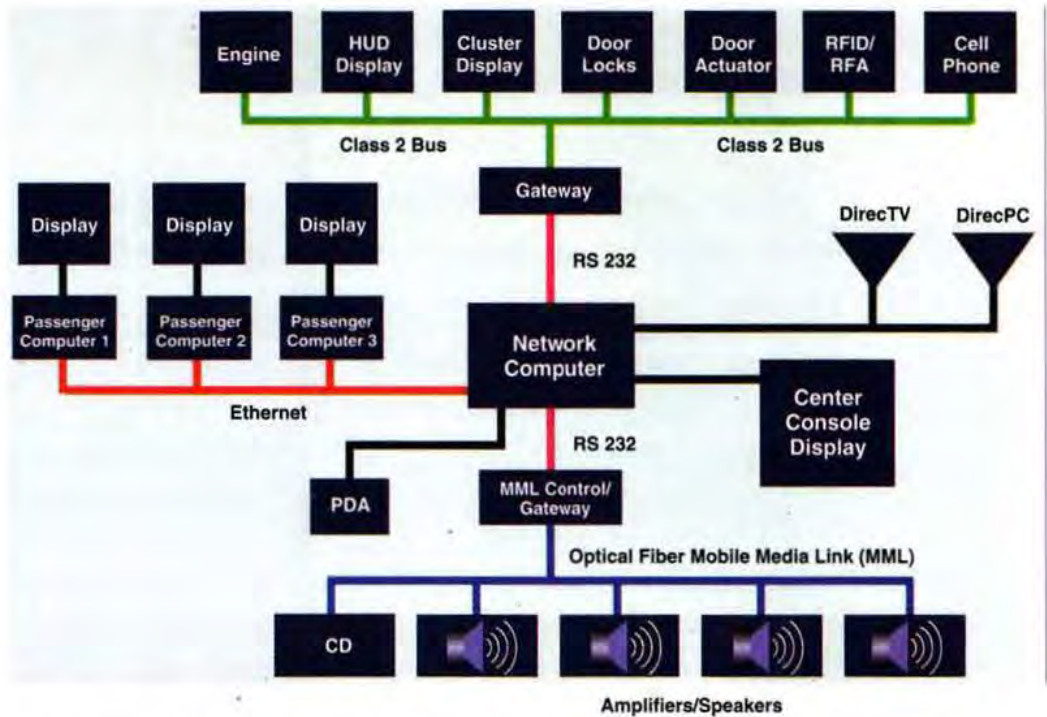 Engine
HUD
Display
Cluster
Display
Door
Locks
Door
Actuator
RFID/
RFA
Cell
Phone
Class 2 Bus
Class 2 Bus
Gateway
Display
Display
Display
DirecTV
DirecPC
RS 232
Passenger
Computer 1
Passenger
Computer 2
Passenger
Computer 3
Network
Computer
Ethernet
Center
Console
Display
RS 232
PDA
MML Control/
Gateway
Optical Fiber Mobile Media Link (MML)
CD
Amplifiers/Speakers